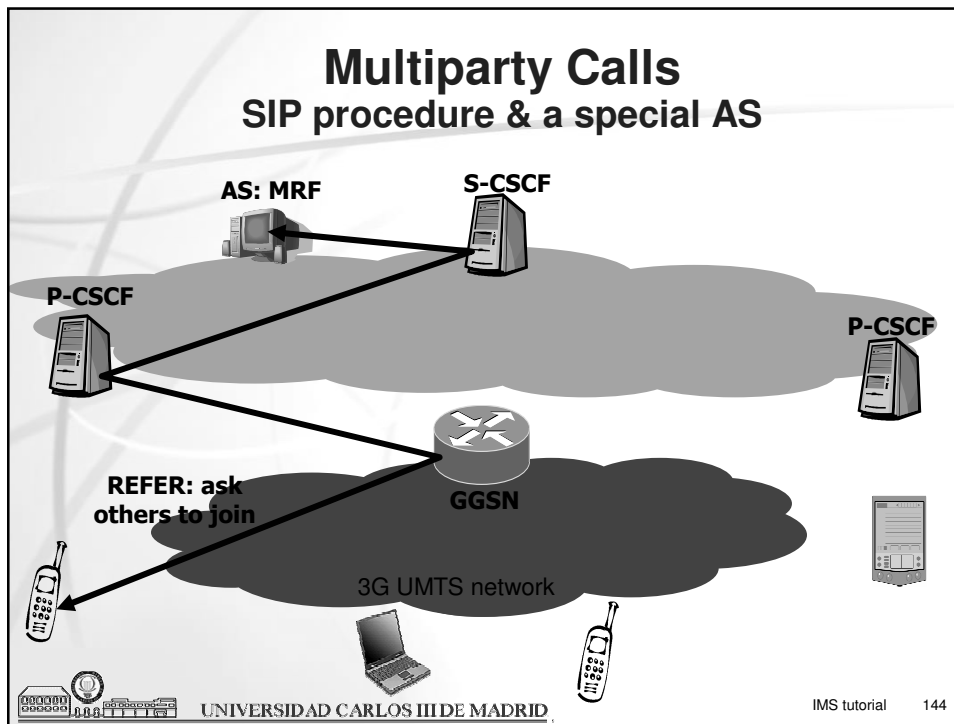 Multiparty Calls
SIP procedure & a special AS
AS: MRF
S-CSCF
P-CSCF
P-CSCF
REFER: ask
others to join
GGSN
3G UMTS network
UNIVERSIDAD CARLOS III DE MADRID
IMS tutorial 144